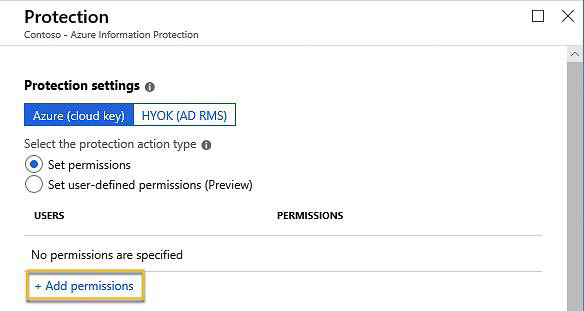 Protection
Contoso - Azure Information Protection
Protection settings
Azure (cloud key) HYOK (AD RMS)
Select the protection action type
Set permissions
Set user-defined permissions (Preview)
USERS PERMISSIONS
No permissions are specified
+ Add permissions